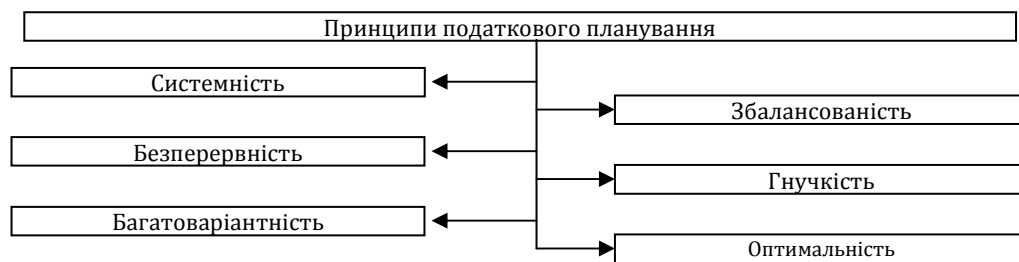 Принципи податкового планування
Системність
Збалансованість
Безперервність
Гнучкість
Багатоваріантність
Оптимальність